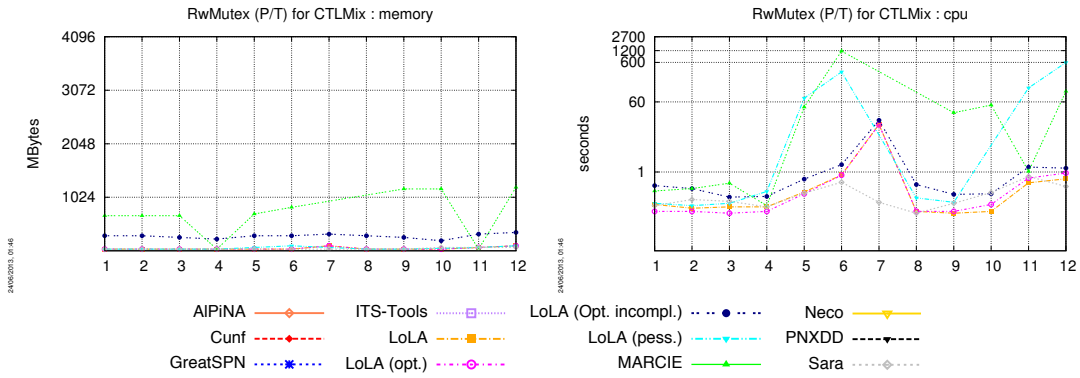 RwMutex (P/T) for CTLMix : memory
4096
3072
2048
1024
MBytes
1 2 3 4 5 6 7 8 9 10 11 12
24/06/2013, 01:46
RwMutex (P/T) for CTLMix : cpu
2700
1200
600
60
1
seconds
1 2 3 4 5 6 7 8 9 10 11 12
24/06/2013, 01:46
AlPiNA
Cunf
GreatSPN
ITS-Tools
LoLA
LoLA (opt.)
LoLA (Opt. incompl.)
LoLA (pess.)
MARCIE
Neco
PNXDD
Sara